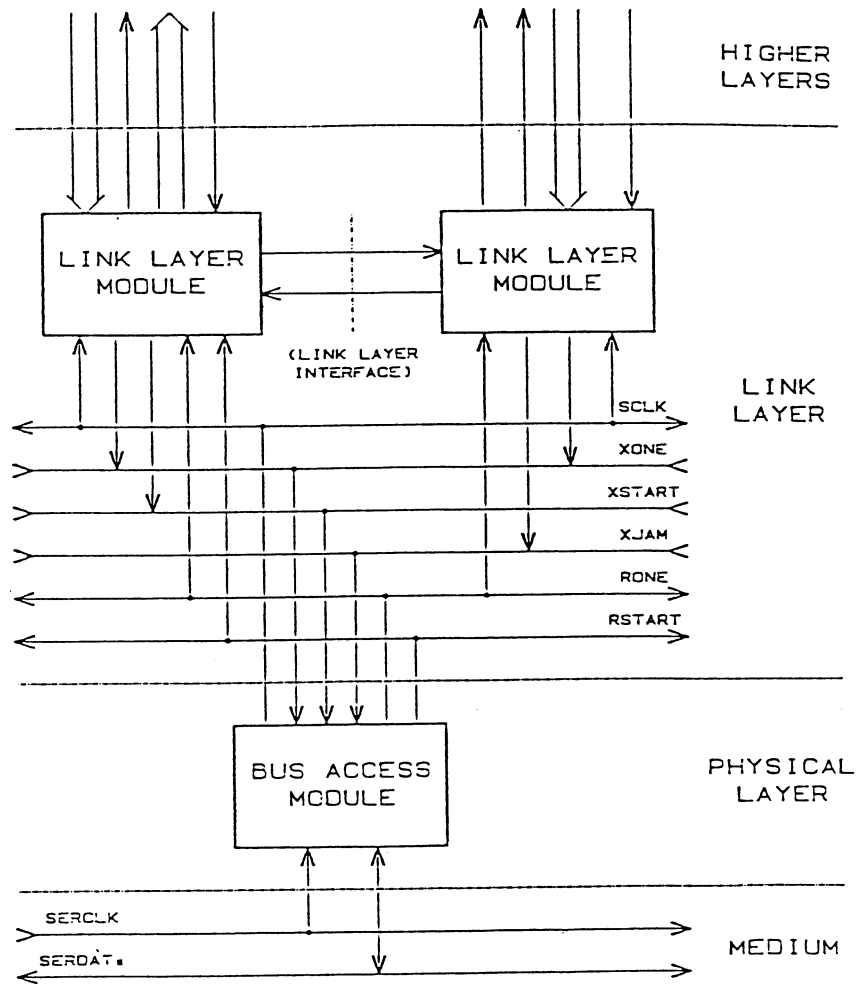 HIGHER
LAYERS
LINK LAYER
MODULE
LINK LAYER
MODULE
(LINK LAYER
INTERFACE)
LINK
LAYER
SCLK
XONE
XSTART
XJAM
RONE
RSTART
BUS ACCESS
MODULE
PHYSICAL
LAYER
SERCLK
SERDAT*
MEDIUM